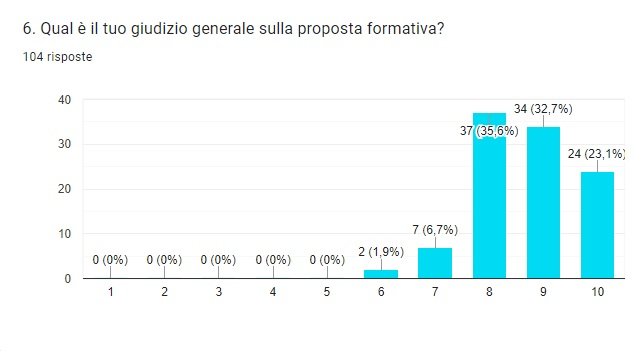 6. Qual è il tuo giudizio generale sulla proposta formativa?
104 risposte
40
30
20
10
0
0 (0%) 0 (0%) 0 (0%) 0 (0%) 0 (0%) 2 (1,9%) 7 (6,7%) 37 (35,6%) 34 (32,7%) 24 (23,1%)
1 2 3 4 5 6 7 8 9 10